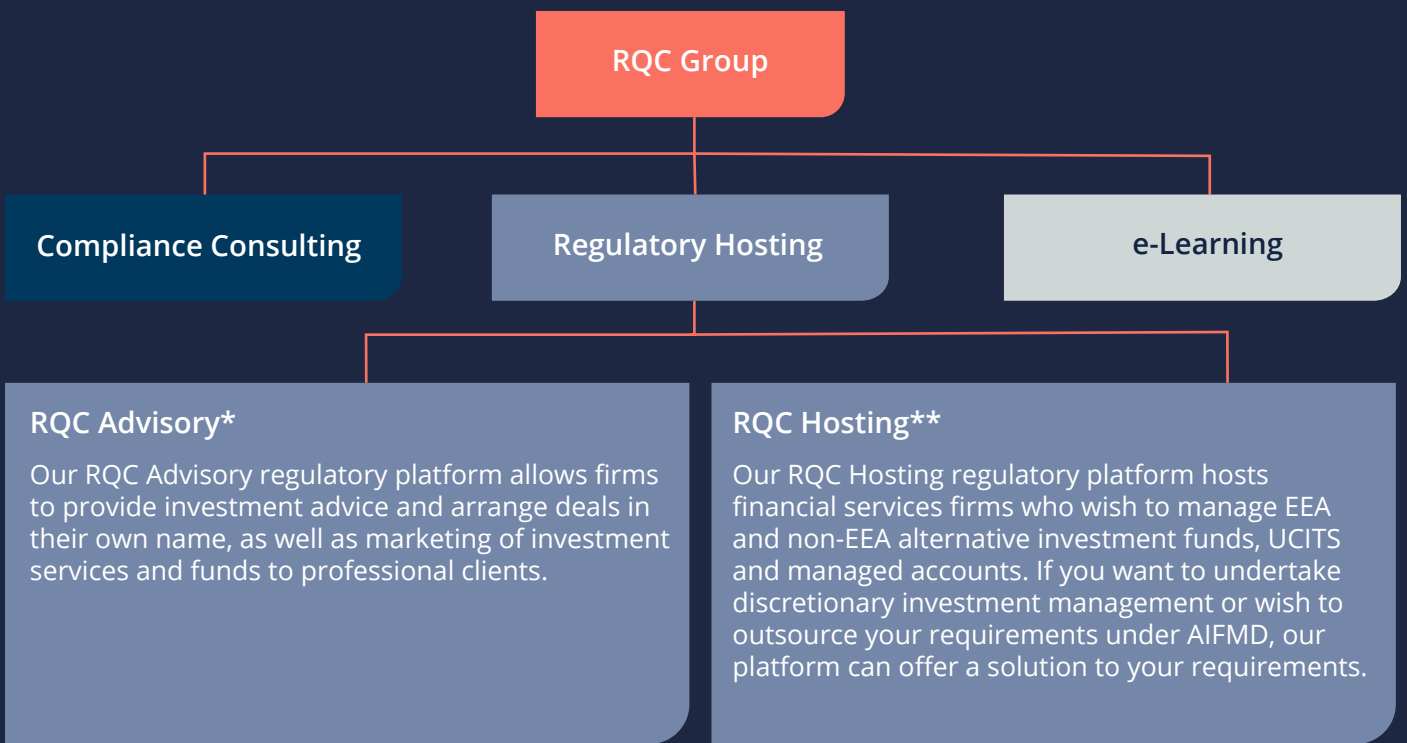 RQC Group
Compliance Consulting
Regulatory Hosting
e-Learning
RQC Advisory*
Our RQC Advisory regulatory platform allows firms
to provide investment advice and arrange deals in
their own name, as well as marketing of investment
services and funds to professional clients.
RQC Hosting**
Our RQC Hosting regulatory platform hosts
financial services firms who wish to manage EEA
and non-EEA alternative investment funds, UCITS
and managed accounts. If you want to undertake
discretionary investment management or wish to
outsource your requirements under AIFMD, our
platform can offer a solution to your requirements.